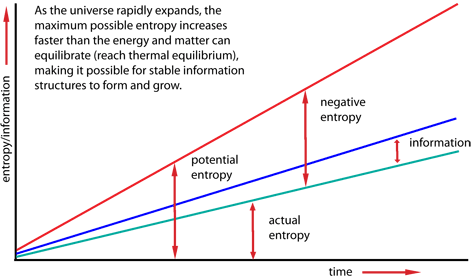 As the universe rapidly expands, the
maximum possible entropy increases
faster than the energy and matter can
equilibrate (reach thermal equilibrium),
making it possible for stable information
structures to form and grow.
entropy/information
negative
entropy
information
potential
entropy
actual
entropy
time